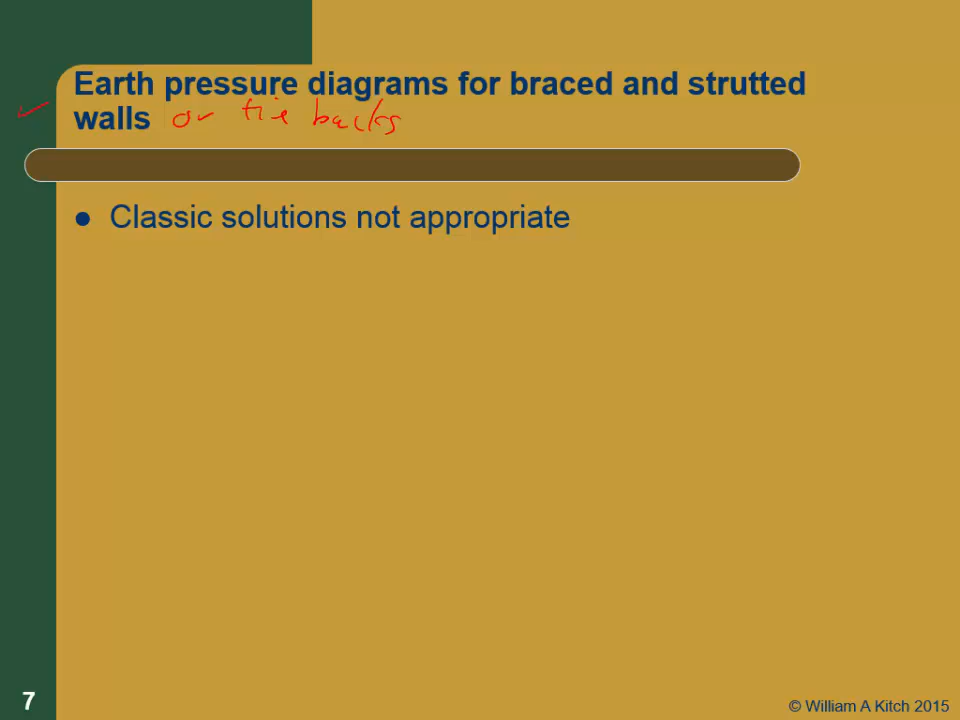 Earth pressure diagrams for braced and strutted
walls or tie backs
Classic solutions not appropriate
7
© William A Kitch 2015